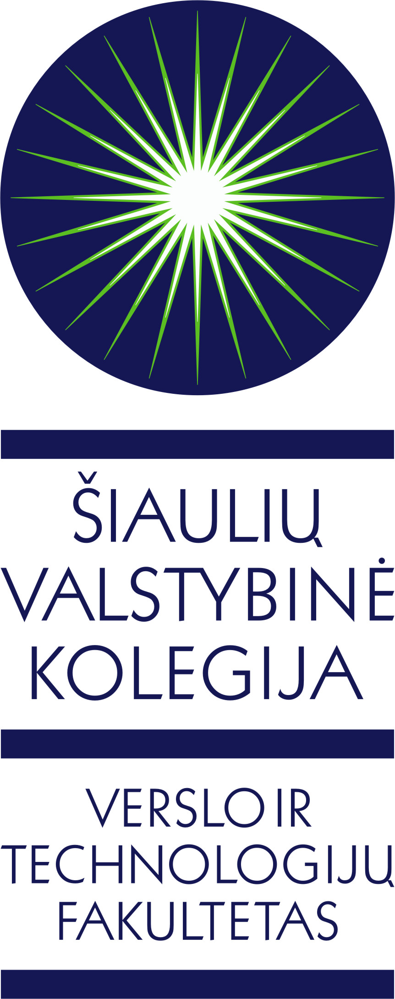 ŠIAULIŲ
VALSTYBINĖ
KOLEGIJA
VERSLO IR
TECHNOLOGIJŲ
FAKULTETAS